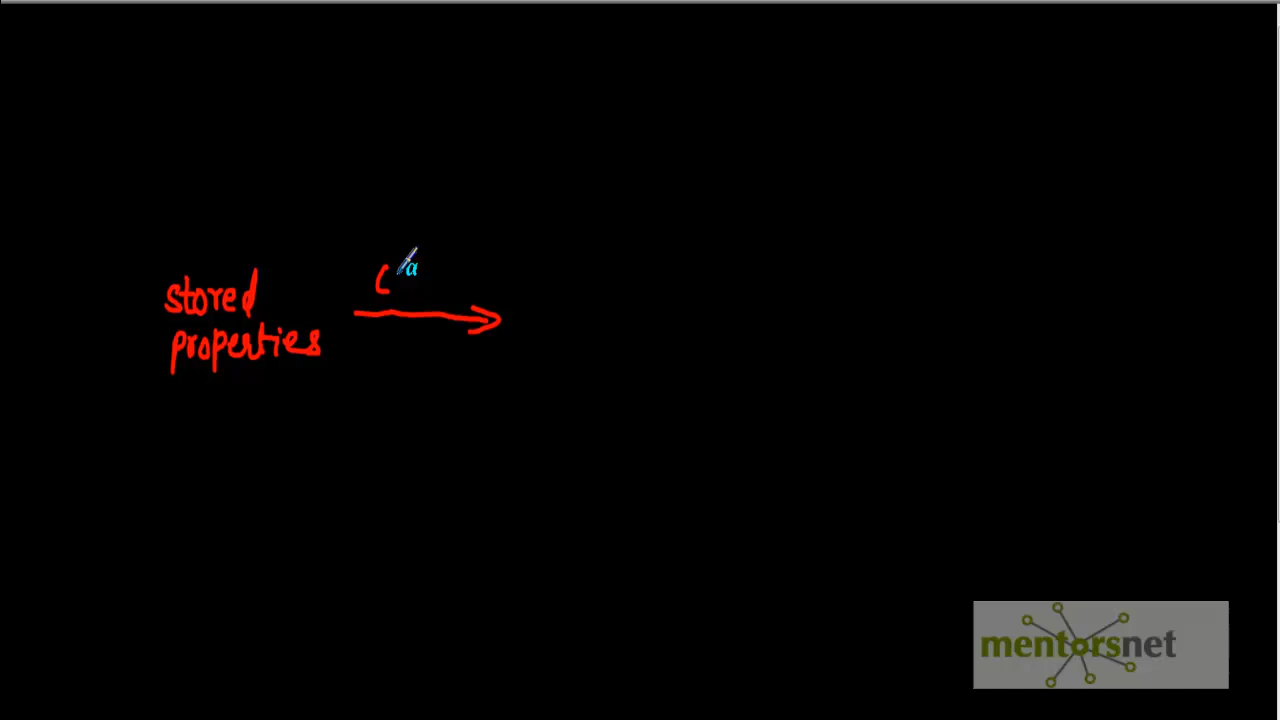 stored
properties
(
a
mentorsnet